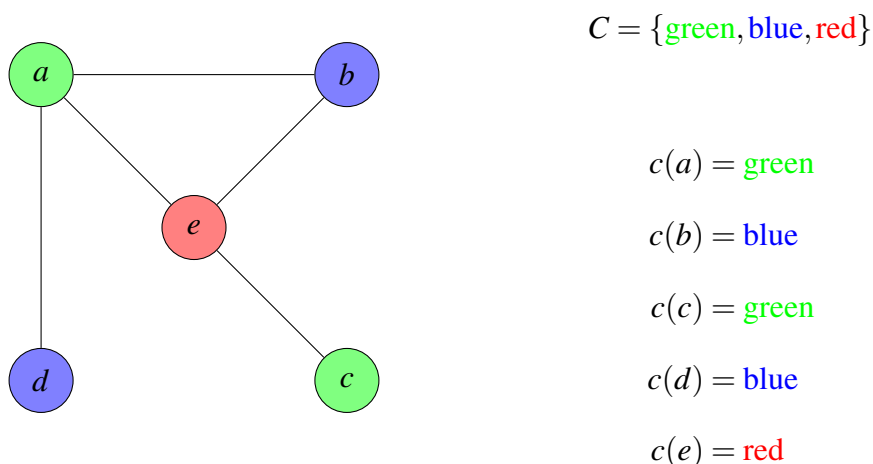 C = {green, blue, red}
a
b
c(a) = green
e
c(b) = blue
c(c) = green
d
c
c(d) = blue
c(e) = red